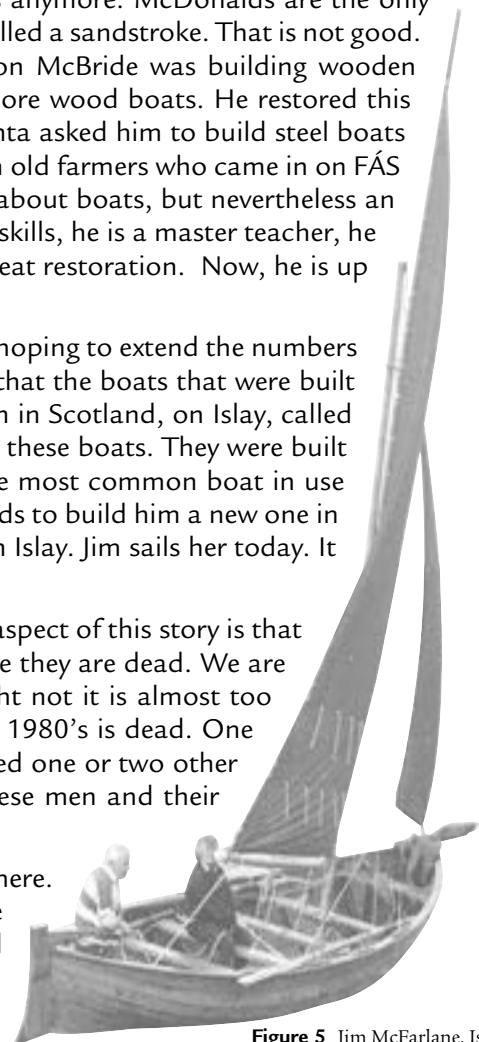 anymore. McDonalds are the only
lled a sandstroke. That is not good.
on McBride was building wooden
ore wood boats. He restored this
nta asked him to build steel boats
old farmers who came in on FÁS
about boats, but nevertheless an
skills, he is a master teacher, he
eat restoration. Now, he is up
hoping to extend the numbers
that the boats that were built
in Scotland, on Islay, called
these boats. They were built
e most common boat in use
ds to build him a new one in
Islay. Jim sails her today. It
aspect of this story is that
e they are dead. We are
ht not it is almost too
1980's is dead. One
ed one or two other
ese men and their
here.
Figure 5 Jim McFarlane, Is